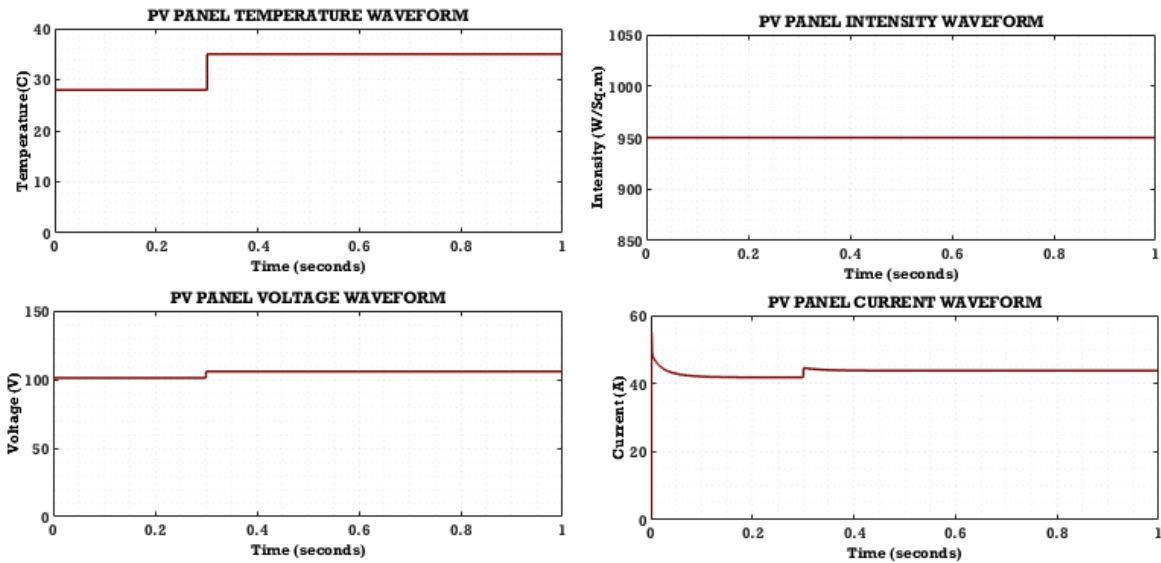 PV PANEL TEMPERATURE WAVEFORM
40
30
20
10
0
Temperature(C)
0 0.2 0.4 0.6 0.8 1
Time (seconds)
PV PANEL INTENSITY WAVEFORM
1050
1000
950
900
850
Intensity (W/Sq.m)
0 0.2 0.4 0.6 0.8 1
Time (seconds)
PV PANEL VOLTAGE WAVEFORM
150
100
50
0
Voltage (V)
0 0.2 0.4 0.6 0.8 1
Time (seconds)
PV PANEL CURRENT WAVEFORM
60
40
20
0
Current (A)
0 0.2 0.4 0.6 0.8 1
Time (seconds)